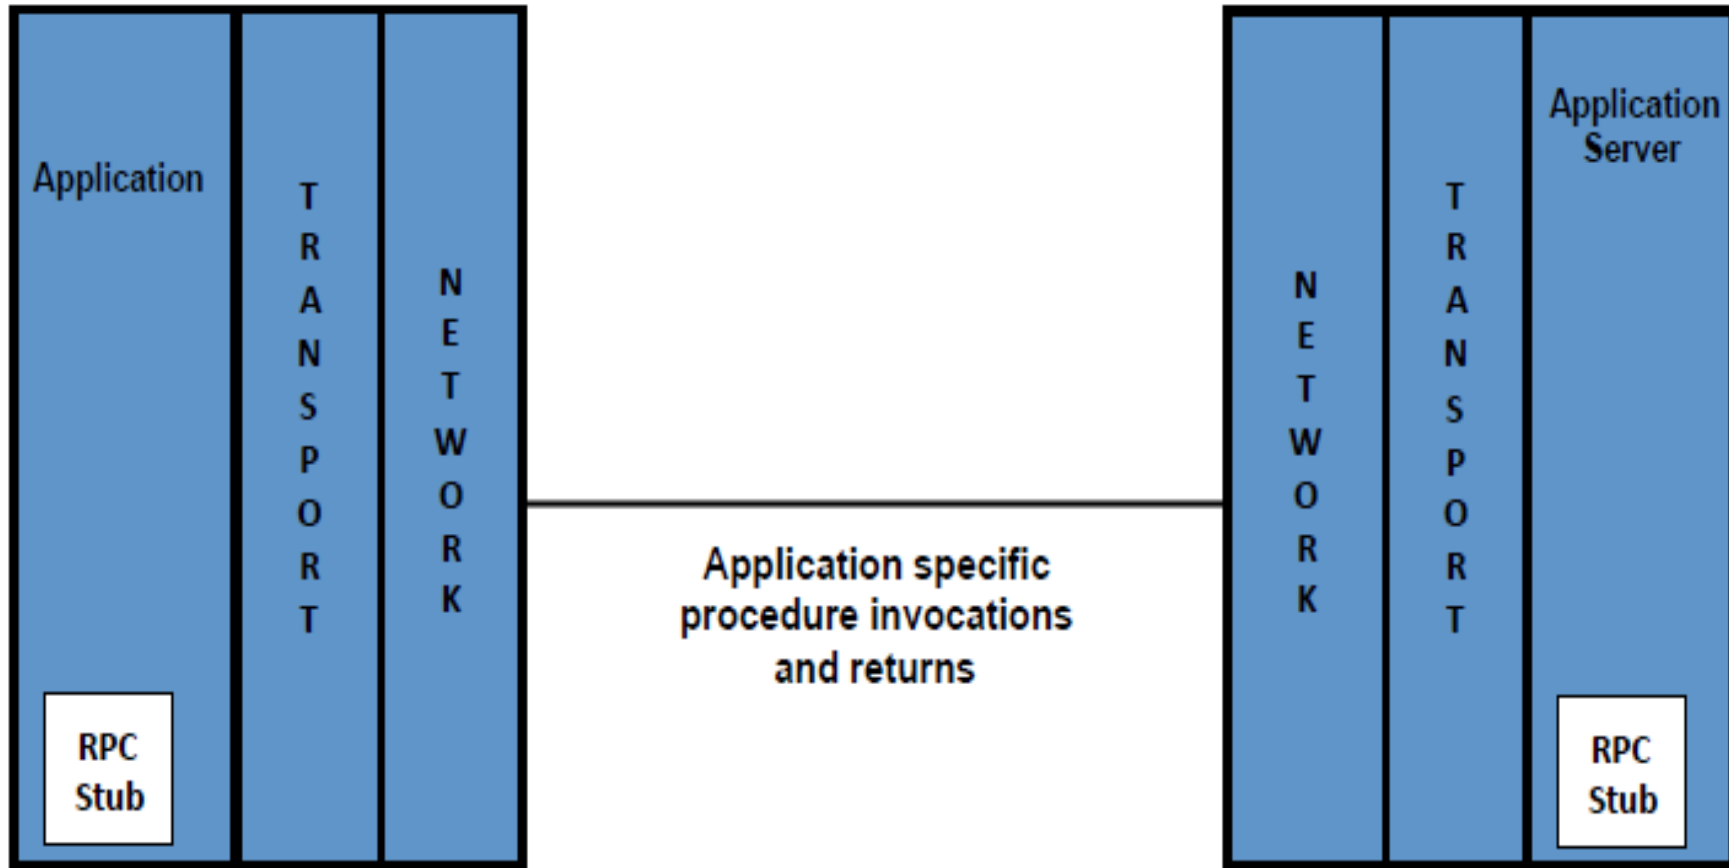 Application
TRANSPORT
NETWORK
RPC
Stub
Application specific
procedure invocations
and returns
NETWORK
TRANSPORT
Application
Server
RPC
Stub